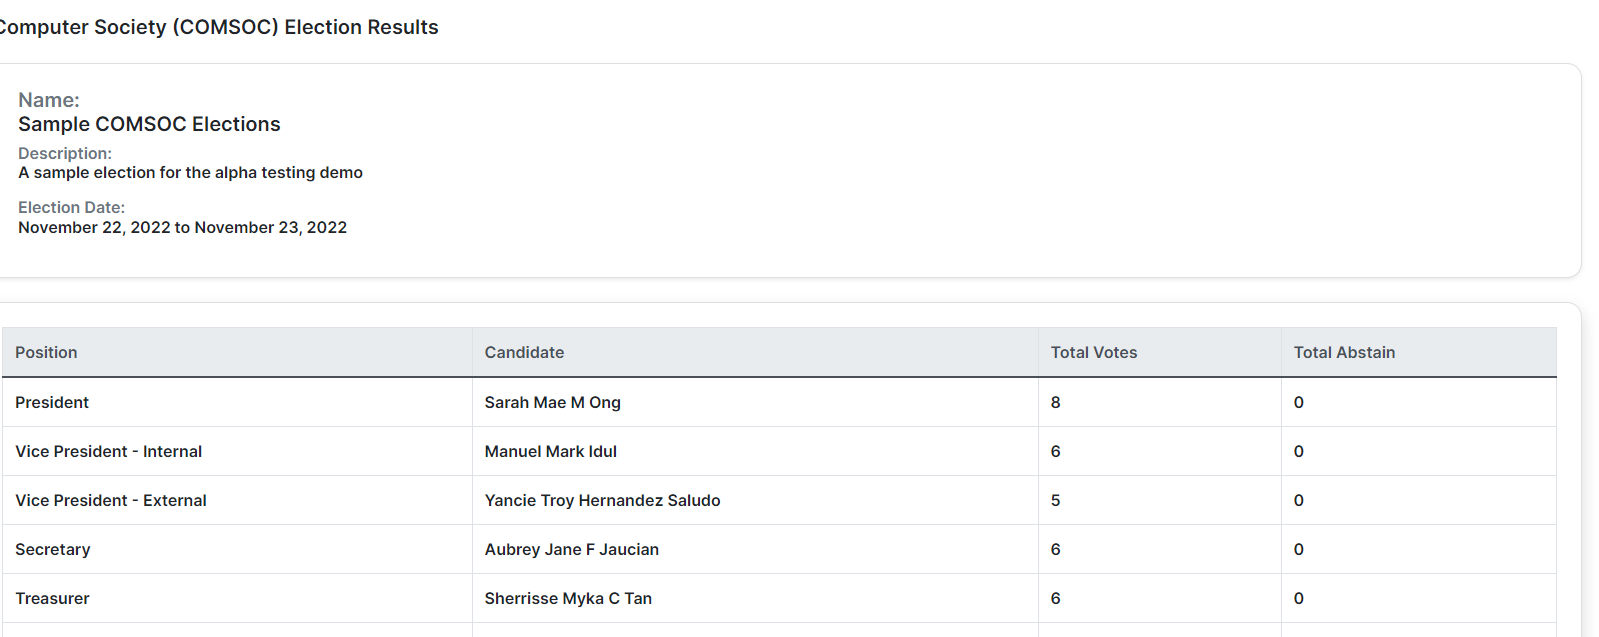 Computer Society (COMSOC) Election Results
Name:
Sample COMSOC Elections
Description:
A sample election for the alpha testing demo
Election Date:
November 22, 2022 to November 23, 2022
Position Candidate Total Votes Total Abstain
President Sarah Mae M Ong 8 0
Vice President - Internal Manuel Mark Idul 6 0
Vice President - External Yancie Troy Hernandez Saludo 5 0
Secretary Aubrey Jane F Jaucian 6 0
Treasurer Sherrisse Myka C Tan 6 0